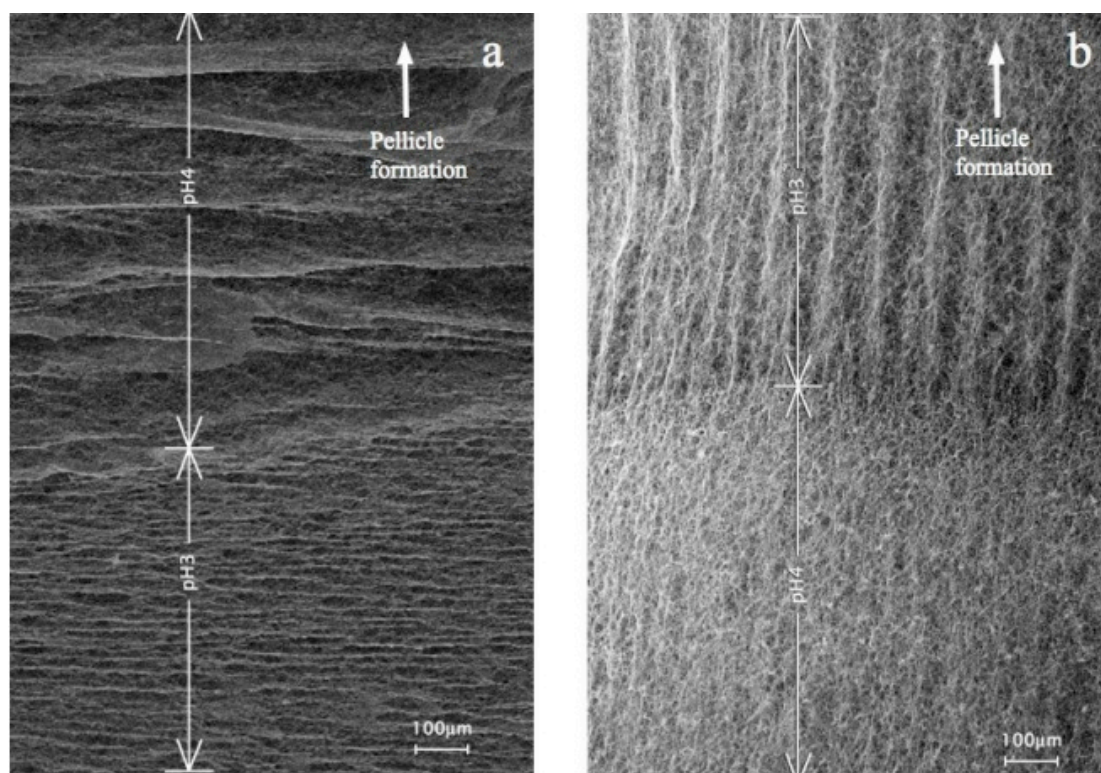 a
Pellicle
formation
pH4
pH3
100μm
b
Pellicle
formation
pH3
pH4
100μm